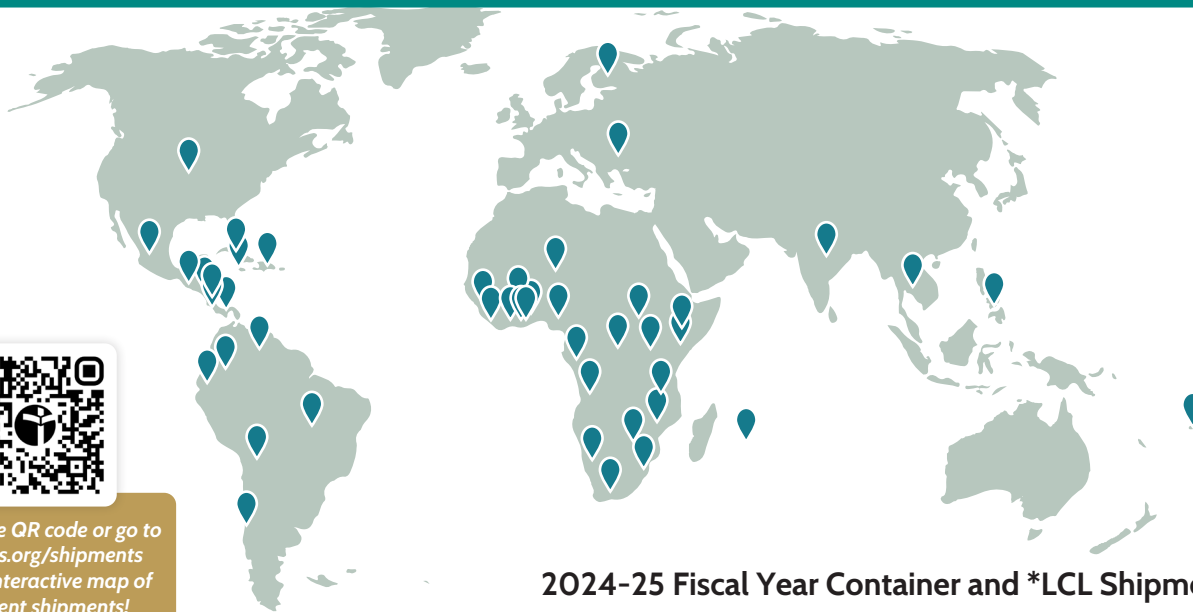 e QR code or go to
s.org/shipments
nteractive map of
ent shipments!
2024-25 Fiscal Year Container and *LCL Shipme